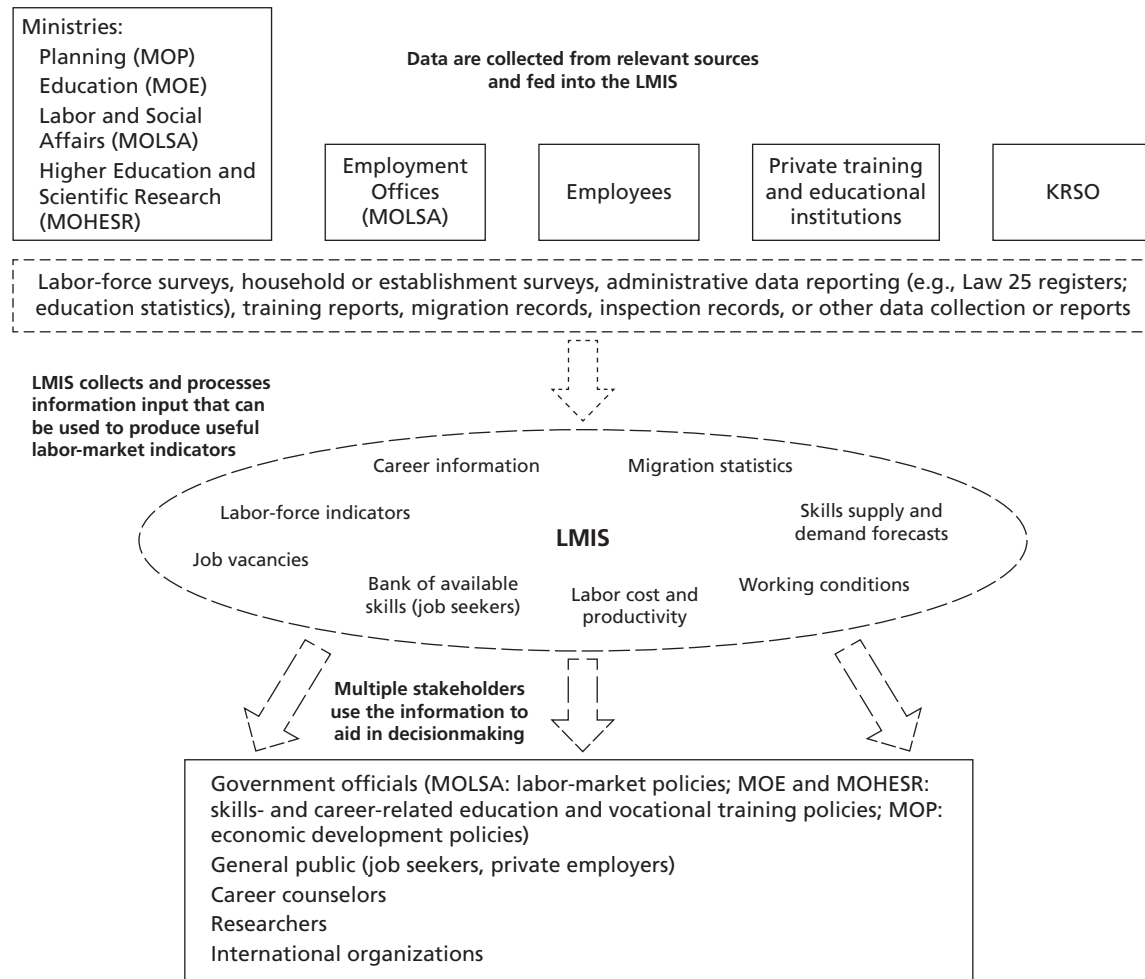 Ministries:
Planning (MOP)
Education (MOE)
Labor and Social
Affairs (MOLSA)
Higher Education and
Scientific Research
(MOHESR)
Data are collected from relevant sources
and fed into the LMIS
Employment
Offices
(MOLSA)
Employees
Private training
and educational
institutions
KRSO
Labor-force surveys, household or establishment surveys, administrative data reporting (e.g., Law 25 registers;
education statistics), training reports, migration records, inspection records, or other data collection or reports
LMIS collects and processes
information input that can
be used to produce useful
labor-market indicators
Career information
Migration statistics
Labor-force indicators
Skills supply and
demand forecasts
LMIS
Job vacancies
Bank of available
skills (job seekers)
Labor cost and
productivity
Working conditions
Multiple stakeholders
use the information to
aid in decisionmaking
Government officials (MOLSA: labor-market policies; MOE and MOHESR:
skills- and career-related education and vocational training policies; MOP:
economic development policies)
General public (job seekers, private employers)
Career counselors
Researchers
International organizations